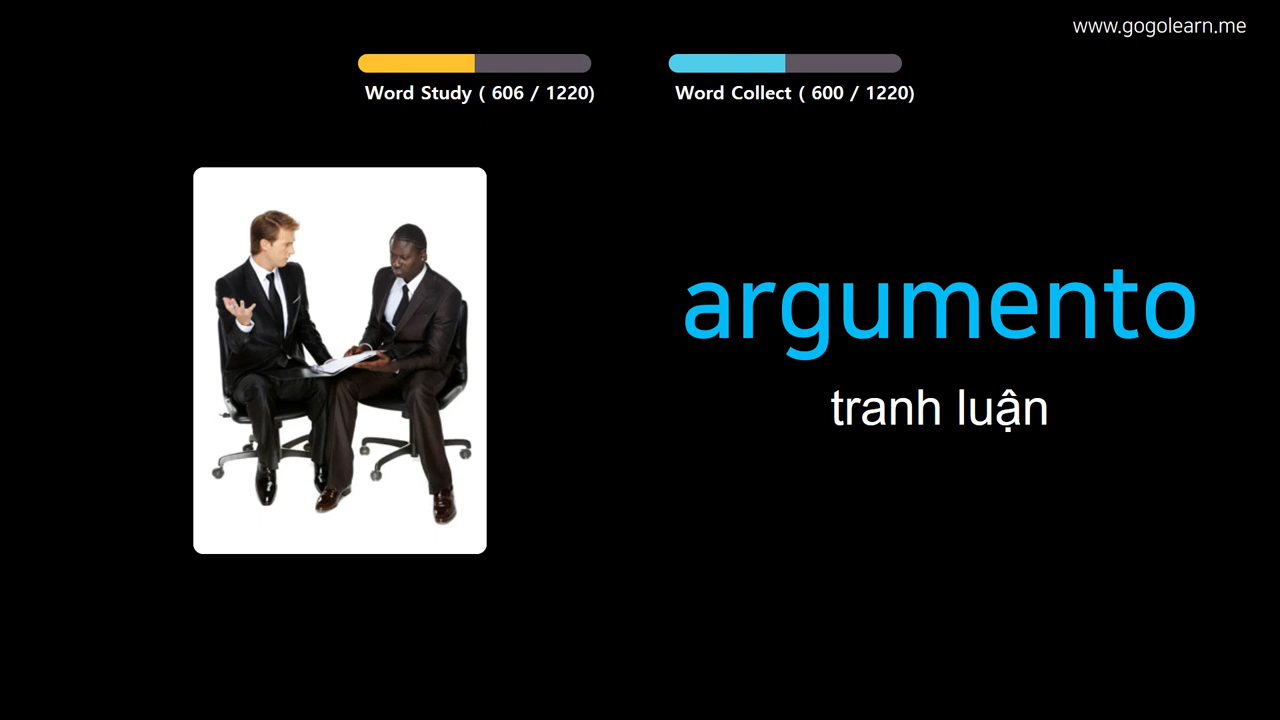 www.gogolearn.me
Word Study ( 606 / 1220)
Word Collect ( 600 / 1220)
argumento
tranh luận